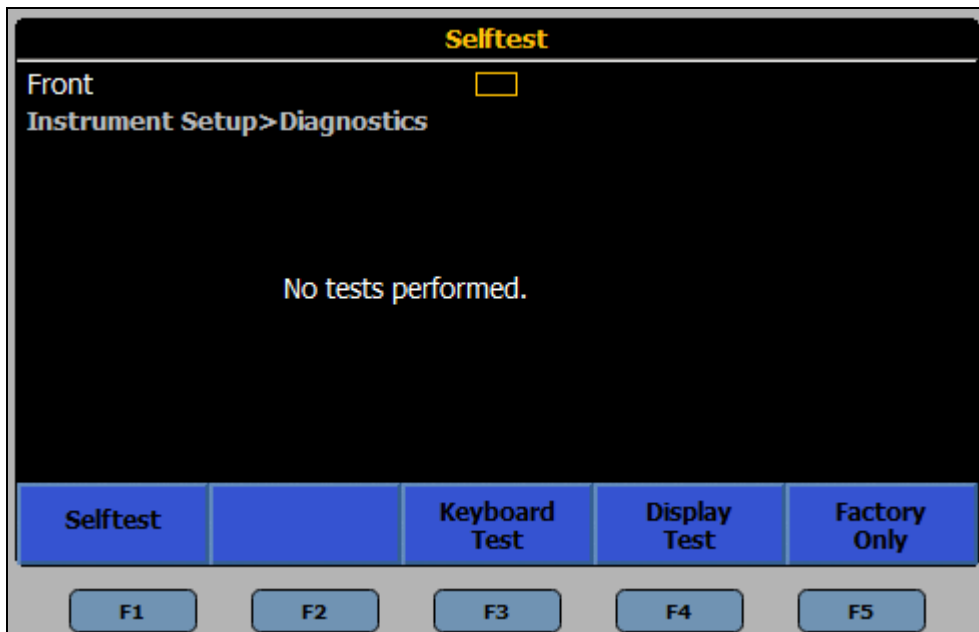 Selftest
Front
Instrument Setup>Diagnostics
No tests performed.
Selftest
Keyboard Test
Display Test
Factory Only
F1 F2 F3 F4 F5